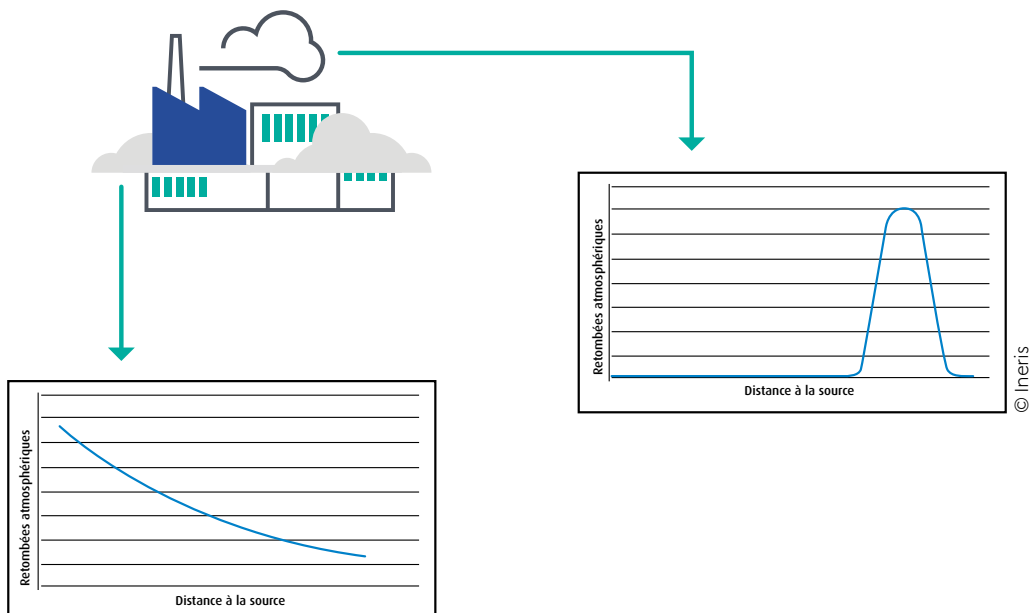 Retombées atmosphériques
Distance à la source
© Ineris
Retombées atmosphériques
Distance à la source